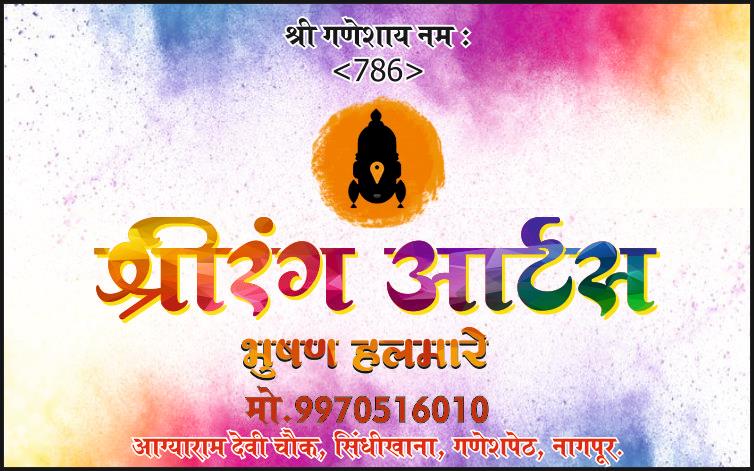 श्री गणेशाय नम :
<786>
श्रीरंग आर्टस
भुषण हलमारे
मो.9970516010
आग्याराम देवी चौक, सिंधीखाना, गणेशपेठ, नागपूर.